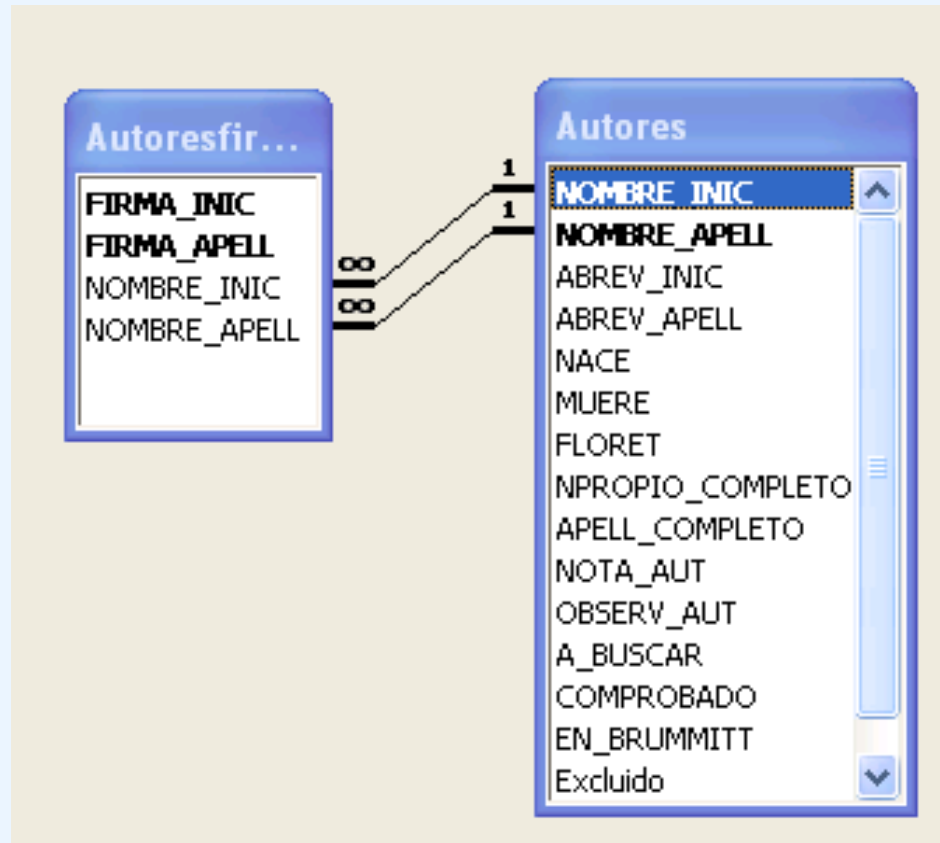 Autoresfir...
FIRMA_INIC
FIRMA_APELL
NOMBRE_INIC
NOMBRE_APELL
1
1
∞
∞
Autores
NOMBRE_INIC
NOMBRE_APELL
ABREV_INIC
ABREV_APELL
NACE
MUERE
FLORET
NPROPIO_COMPLETO
APELL_COMPLETO
NOTA_AUT
OBSERV_AUT
A_BUSCAR
COMPROBADO
EN_BRUMMITT
Excluido